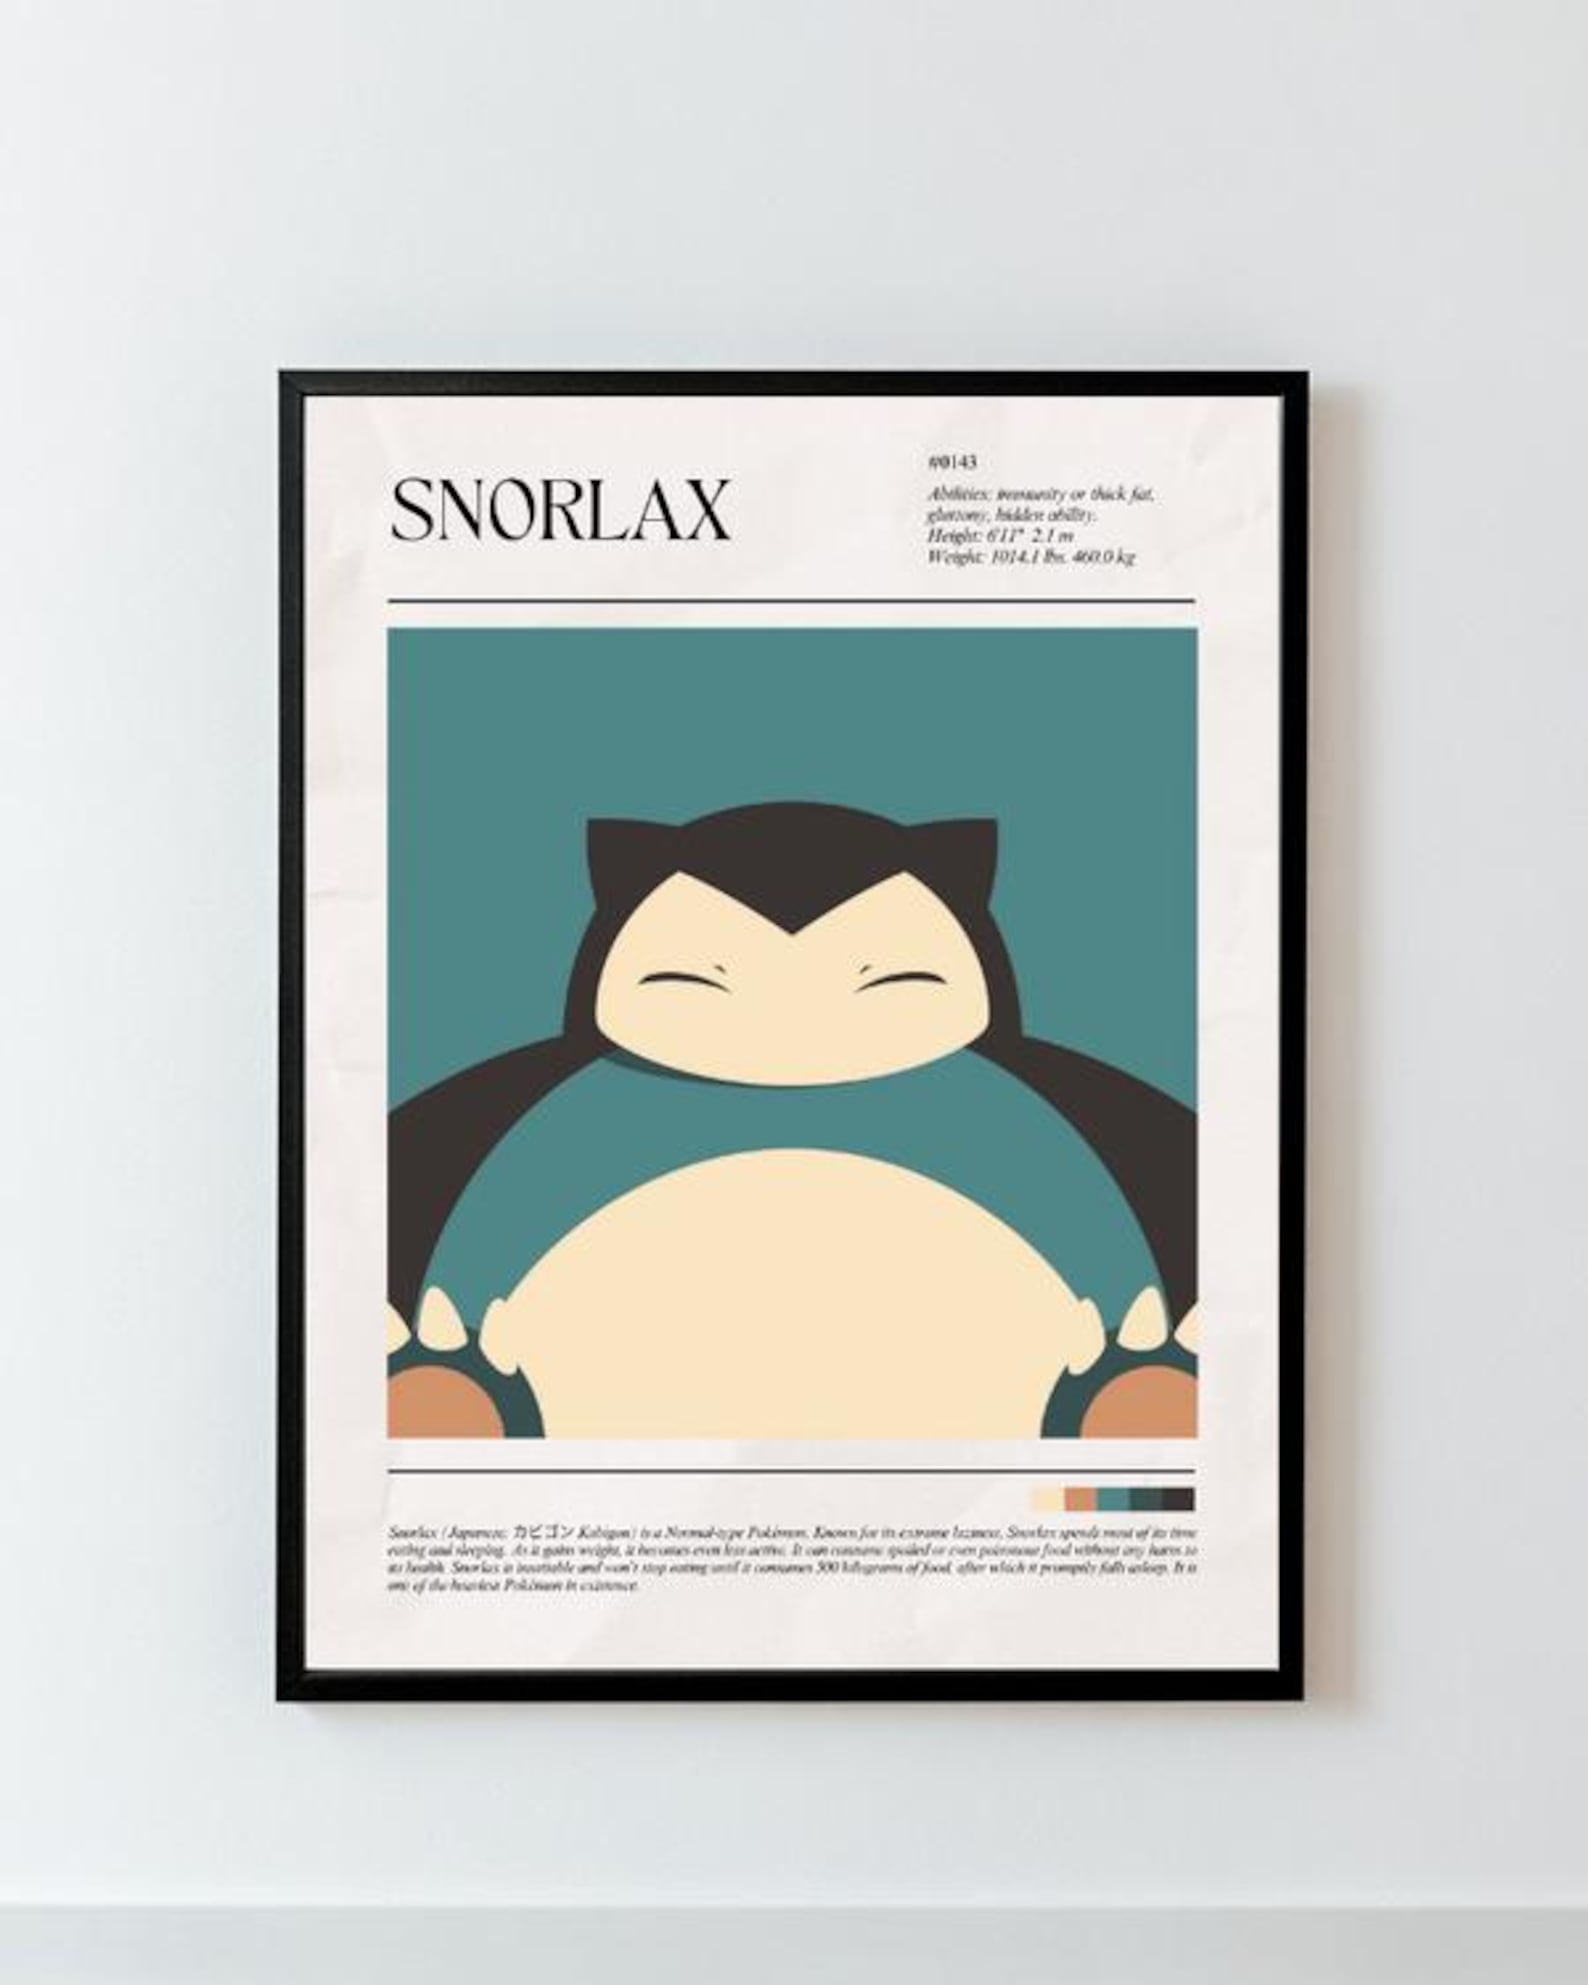 SNORLAX
#0143
Abilities: immunity or thick fat,
gluttony, hidden ability.
Height: 6'11" 2.1 m
Weight: 1014.1 lbs. 460.0 kg
Snorlax (Japanese: カビゴン Kabigon) is a Normal-type Pokémon. Known for its extreme laziness, Snorlax spends most of its time
eating and sleeping. As it gains weight, it becomes even less active. It can consume spoiled or even poisonous food without any harm to
its health. Snorlax is insatiable and won't stop eating until it consumes 500 kilograms of food, after which it promptly falls asleep. It is
one of the heaviest Pokémon in existence.